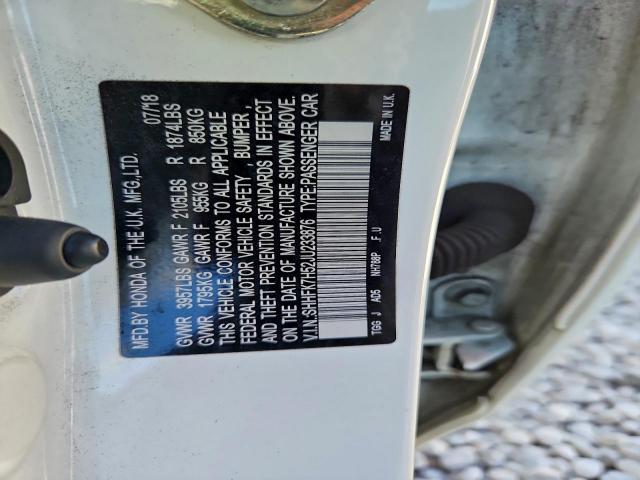 MFD.BY HONDA OF THE U.K. MFG.,LTD. 07/18
GVWR 3957LBS GAWR F 2105LBS R 1874LBS
GVWR 1795KG GAWR F 955KG R 850KG
THIS VEHICLE CONFORMS TO ALL APPLICABLE
FEDERAL MOTOR VEHICLE SAFETY , BUMPER ,
AND THEFT PREVENTION STANDARDS IN EFFECT
ON THE DATE OF MANUFACTURE SHOWN ABOVE.
V.I.N.:SHHFK7H52JU233876 TYPE:PASSENGER CAR
TGG J AD5 NH788P F U MADE IN U.K.